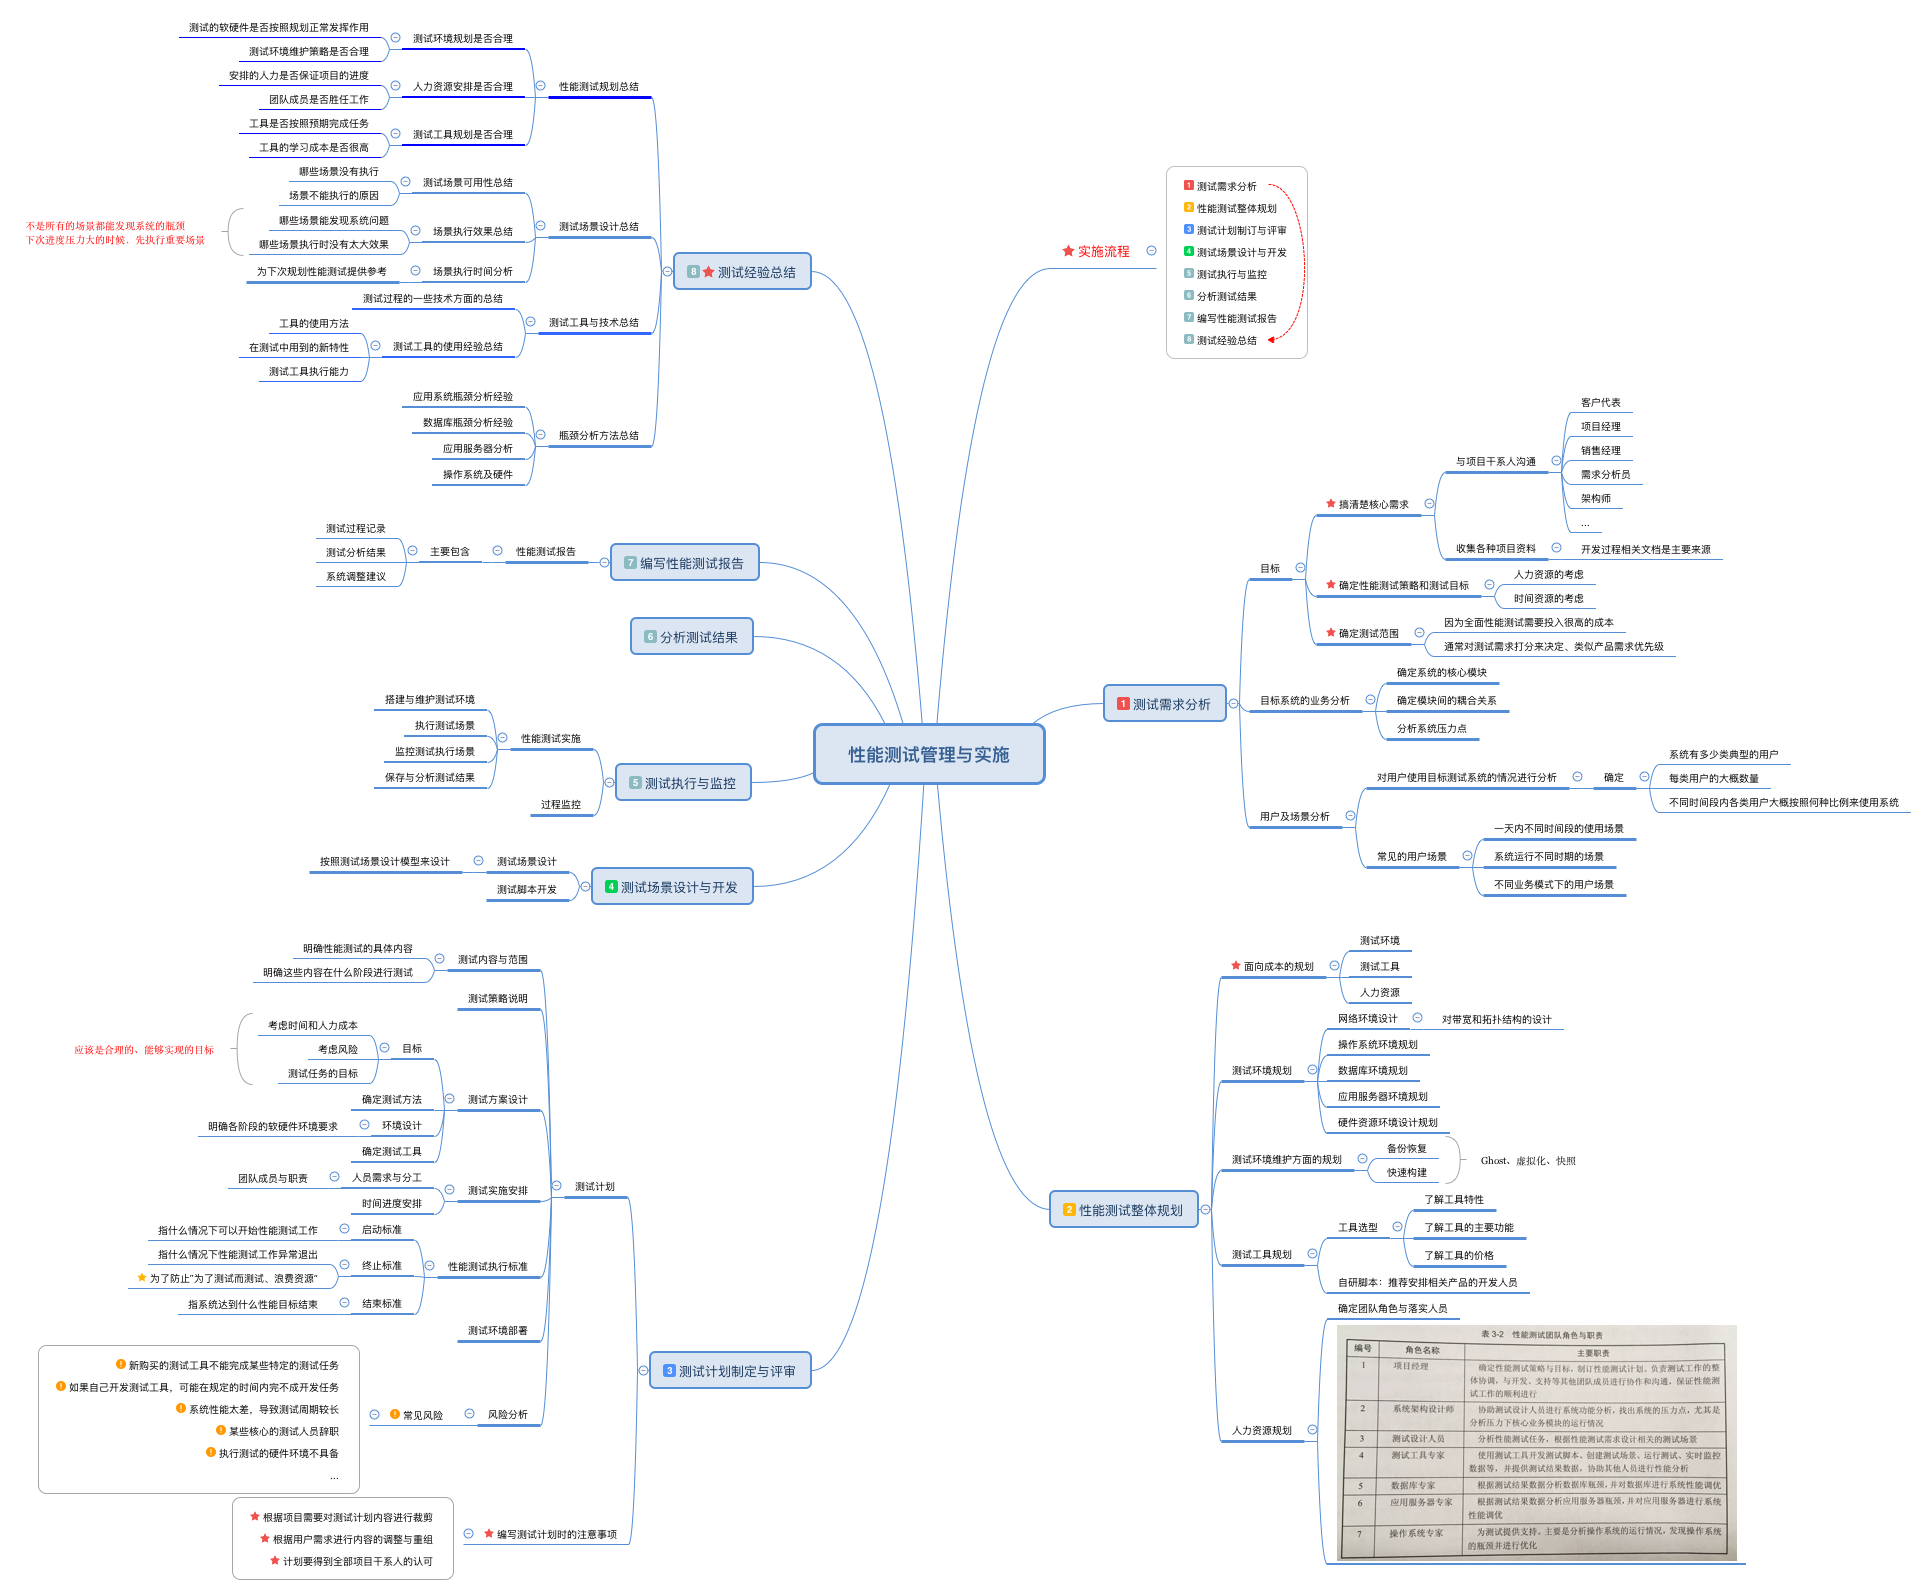 性能测试管理与实施
实施流程
1 测试需求分析
2 性能测试整体规划
3 测试计划制订与评审
4 测试场景设计与开发
5 测试执行与监控
6 分析测试结果
7 编写性能测试报告
8 测试经验总结
1 测试需求分析
目标
搞清楚核心需求
与项目干系人沟通
客户代表
项目经理
销售经理
需求分析员
架构师
...
收集各种项目资料
开发过程相关文档是主要来源
确定性能测试策略和测试目标
人力资源的考虑
时间资源的考虑
确定测试范围
因为全面性能测试需要投入很高的成本
通常对测试需求打分来决定、类似产品需求优先级
目标系统的业务分析
确定系统的核心模块
确定模块间的耦合关系
分析系统压力点
用户及场景分析
对用户使用目标测试系统的情况进行分析
确定
系统有多少类典型的用户
每类用户的大概数量
不同时间段内各类用户大概按照何种比例来使用系统
常见的用户场景
一天内不同时间段的使用场景
系统运行不同时期的场景
不同业务模式下的用户场景
2 性能测试整体规划
面向成本的规划
测试环境
测试工具
人力资源
测试环境规划
网络环境设计
对带宽和拓扑结构的设计
操作系统环境规划
数据库环境规划
应用服务器环境规划
硬件资源环境设计规划
测试环境维护方面的规划
备份恢复
快速构建
Ghost、虚拟化、快照
测试工具规划
工具选型
了解工具特性
了解工具的主要功能
了解工具的价格
自研脚本：推荐安排相关产品的开发人员
人力资源规划
确定团队角色与落实人员
表 3-2 性能测试团队角色与职责
编号 角色名称 主要职责
1 项目经理 确定性能测试策略与目标，制订性能测试计划，负责测试工作的整
体协调，与开发、支持等其他团队成员进行协作和沟通，保证性能测
试工作的顺利进行
2 系统架构设计师 协助测试设计人员进行系统功能分析，找出系统的压力点，尤其是
分析压力下核心业务模块的运行情况
3 测试设计人员 分析性能测试任务，根据性能测试需求设计相关的测试场景
4 测试工具专家 使用测试工具开发测试脚本、创建测试场景、运行测试、实时监控
数据等，并提供测试结果数据，协助其他人员进行性能分析
5 数据库专家 根据测试结果数据分析数据库瓶颈，并对数据库进行系统性能调优
6 应用服务器专家 根据测试结果数据分析应用服务器瓶颈，并对应用服务器进行系统
性能调优
7 操作系统专家 为测试提供支持，主要是分析操作系统的运行情况，发现操作系统
的瓶颈并进行优化
3 测试计划制定与评审
测试计划
测试内容与范围
明确性能测试的具体内容
明确这些内容在什么阶段进行测试
测试策略说明
测试方案设计
目标
考虑时间和人力成本
考虑风险
测试任务的目标
应该是合理的、能够实现的目标
确定测试方法
环境设计
明确各阶段的软硬件环境要求
确定测试工具
测试实施安排
人员需求与分工
团队成员与职责
时间进度安排
性能测试执行标准
启动标准
指什么情况下可以开始性能测试工作
终止标准
指什么情况下性能测试工作异常退出
为了防止“为了测试而测试、浪费资源”
结束标准
指系统达到什么性能目标结束
测试环境部署
风险分析
常见风险
新购买的测试工具不能完成某些特定的测试任务
如果自己开发测试工具，可能在规定的时间内完不成开发任务
系统性能太差，导致测试周期较长
某些核心的测试人员辞职
执行测试的硬件环境不具备
...
编写测试计划时的注意事项
根据项目需要对测试计划内容进行裁剪
根据用户需求进行内容的调整与重组
计划要得到全部项目干系人的认可
4 测试场景设计与开发
测试场景设计
按照测试场景设计模型来设计
测试脚本开发
5 测试执行与监控
性能测试实施
搭建与维护测试环境
执行测试场景
监控测试执行场景
保存与分析测试结果
过程监控
6 分析测试结果
7 编写性能测试报告
性能测试报告
主要包含
测试过程记录
测试分析结果
系统调整建议
8 测试经验总结
性能测试规划总结
测试环境规划是否合理
测试的软硬件是否按照规划正常发挥作用
测试环境维护策略是否合理
人力资源安排是否合理
安排的人力是否保证项目的进度
团队成员是否胜任工作
测试工具规划是否合理
工具是否按照预期完成任务
工具的学习成本是否很高
测试场景设计总结
测试场景可用性总结
哪些场景没有执行
场景不能执行的原因
场景执行效果总结
哪些场景能发现系统问题
哪些场景执行时没有太大效果
不是所有的场景都能发现系统的瓶颈
下次进度压力大的时候，先执行重要场景
场景执行时间分析
为下次规划性能测试提供参考
测试工具与技术总结
测试过程的一些技术方面的总结
测试工具的使用经验总结
工具的使用方法
在测试中用到的新特性
测试工具执行能力
瓶颈分析方法总结
应用系统瓶颈分析经验
数据库瓶颈分析经验
应用服务器分析
操作系统及硬件